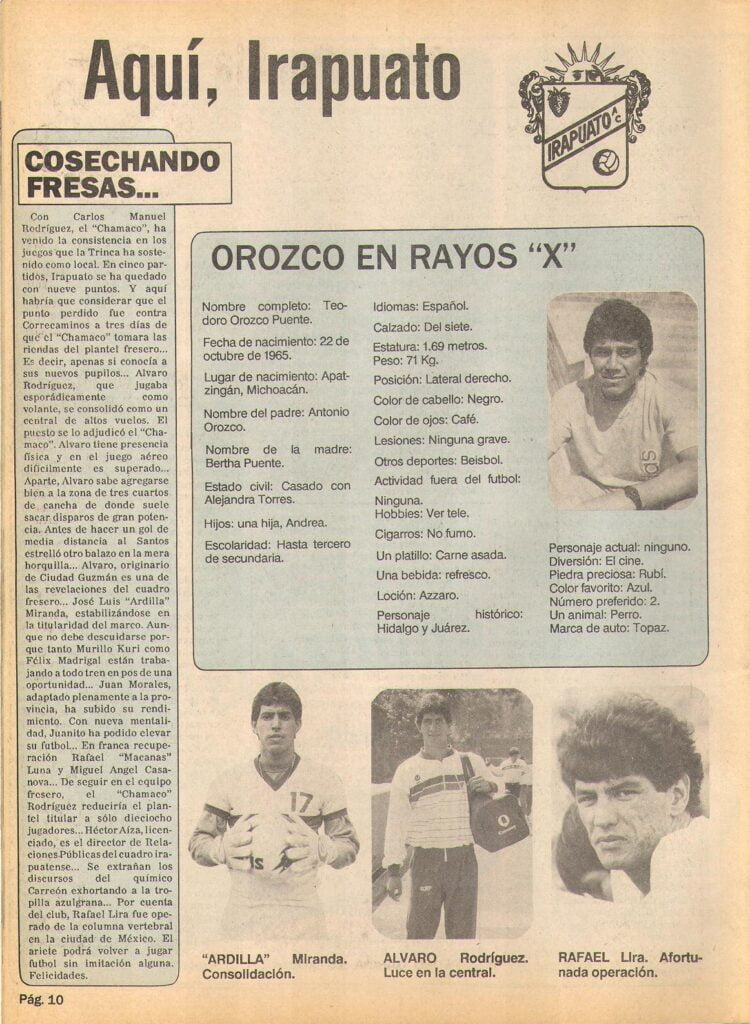 Aquí, Irapuato
IRAPUATO A C
COSECHANDO
FRESAS...
Con Carlos Manuel
Rodríguez, el "Chamaco", ha
venido la consistencia en los
juegos que la Trinca ha soste-
nido como local. En cinco par-
tidos, Irapuato se ha quedado
con nueve puntos. Y aquí
habría que considerar que el
punto perdido fue contra
Correcaminos a tres días de
que el "Chamaco" tomara las
riendas del plantel fresero...
Es decir, apenas si conocía a
sus nuevos pupilos... Alvaro
Rodríguez, que jugaba
esporádicamente como
volante, se consolidó como un
central de altos vuelos. El
puesto se lo adjudicó el "Cha-
maco". Alvaro tiene presencia
física y en el juego aéreo
difícilmente es superado...
Aparte, Alvaro sabe agregarse
bien a la zona de tres cuartos
de cancha de donde suele
sacar disparos de gran poten-
cia. Antes de hacer un gol de
media distancia al Santos
estrelló otro balazo en la mera
horquilla... Alvaro, originario
de Ciudad Guzmán es una de
las revelaciones del cuadro
fresero... José Luis "Ardilla"
Miranda, estabilizándose en
la titularidad del marco. Aun-
que no debe descuidarse por-
que tanto Murillo Kuri como
Félix Madrigal están traba-
jando a todo tren en pos de una
oportunidad... Juan Morales,
adaptado plenamente a la pro-
vincia, ha subido su rendi-
miento. Con nueva mentali-
dad, Juanito ha podido elevar
su futbol... En franca recupe-
ración Rafael "Macanas"
Luna y Miguel Angel Casa-
nova... De seguir en el equipo
fresero, el "Chamaco"
Rodríguez reduciría el plan-
tel titular a sólo dieciocho
jugadores... Héctor Aíza, licen-
ciado, es el director de Rela-
ciones Públicas del cuadro ira-
puatense... Se extrañan los
discursos del químico
Carreón exhortando a la tro-
pilla azulgrana... Por cuenta
del club, Rafael Lira fue opera-
do de la columna vertebral
en la ciudad de México. El
ariete podrá volver a jugar
futbol sin imitación alguna.
Felicidades.
OROZCO EN RAYOS "X"
Nombre completo: Teo-
doro Orozco Puente.
Fecha de nacimiento: 22 de
octubre de 1965.
Lugar de nacimiento: Apat-
zingán, Michoacán.
Nombre del padre: Antonio
Orozco.
Nombre de la madre:
Bertha Puente.
Estado civil: Casado con
Alejandra Torres.
Hijos: una hija, Andrea.
Escolaridad: Hasta tercero
de secundaria.
Idiomas: Español.
Calzado: Del siete.
Estatura: 1.69 metros.
Peso: 71 Kg.
Posición: Lateral derecho.
Color de cabello: Negro.
Color de ojos: Café.
Lesiones: Ninguna grave.
Otros deportes: Beisbol.
Actividad fuera del futbol:
Ninguna.
Hobbies: Ver tele.
Cigarros: No fumo.
Un platillo: Carne asada.
Una bebida: refresco.
Loción: Azzaro.
Personaje histórico:
Hidalgo y Juárez.
Personaje actual: ninguno.
Diversión: El cine.
Piedra preciosa: Rubí.
Color favorito: Azul.
Número preferido: 2.
Un animal: Perro.
Marca de auto: Topaz.
17
"ARDILLA" Miranda.
Consolidación.
ALVARO Rodríguez.
Luce en la central.
RAFAEL Lira. Afortu-
nada operación.
Pág. 10